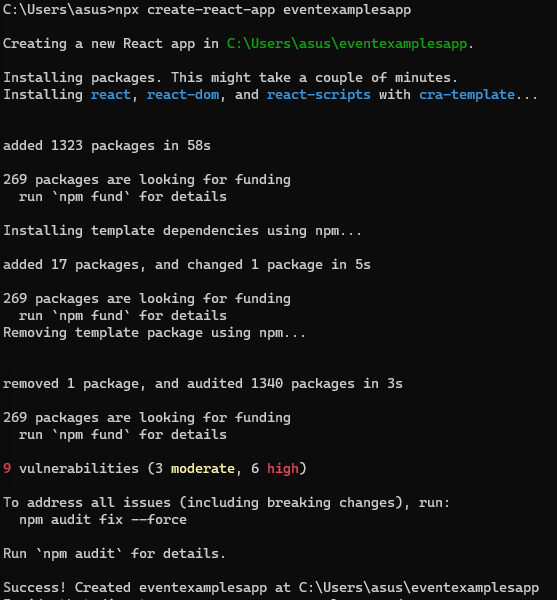 C:\Users\asus>npx create-react-app eventexamplesapp
Creating a new React app in C:\Users\asus\eventexamplesapp.
Installing packages. This might take a couple of minutes.
Installing react, react-dom, and react-scripts with cra-template...
added 1323 packages in 58s
269 packages are looking for funding
run `npm fund` for details
Installing template dependencies using npm...
added 17 packages, and changed 1 package in 5s
269 packages are looking for funding
run `npm fund` for details
Removing template package using npm...
removed 1 package, and audited 1340 packages in 3s
269 packages are looking for funding
run `npm fund` for details
9 vulnerabilities (3 moderate, 6 high)
To address all issues (including breaking changes), run:
npm audit fix --force
Run `npm audit` for details.
Success! Created eventexamplesapp at C:\Users\asus\eventexamplesapp